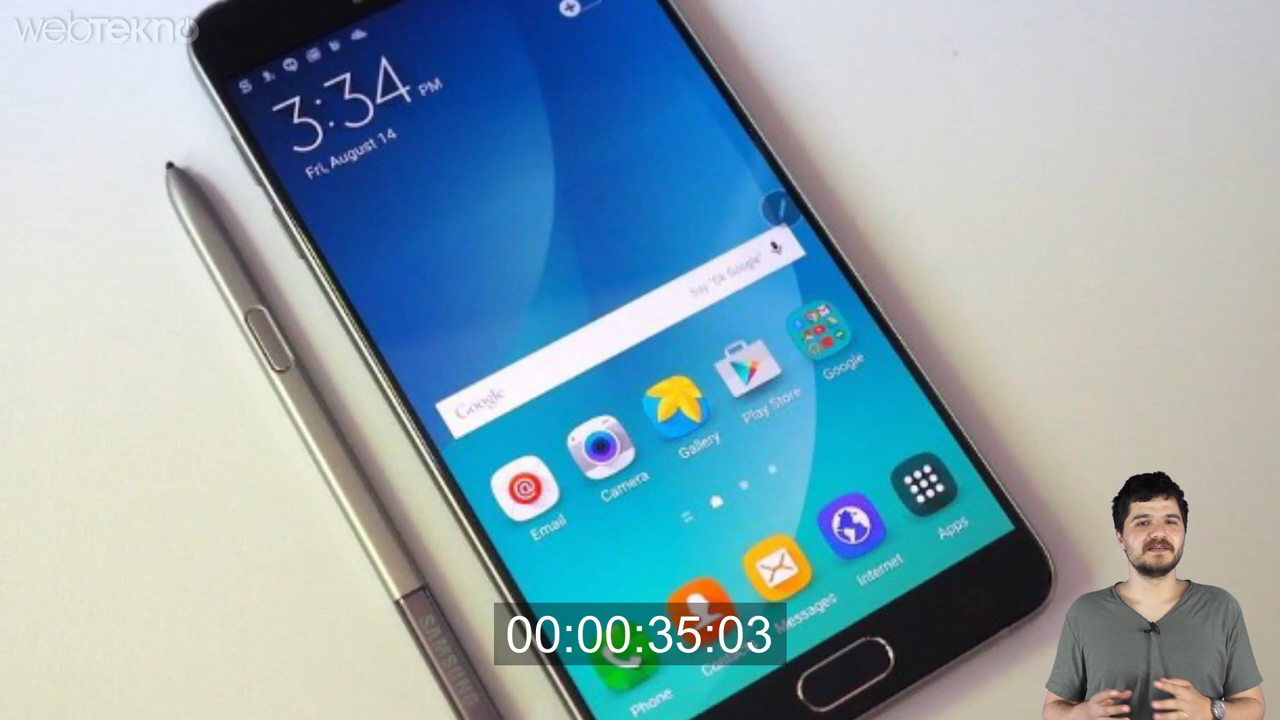 webtekno
3:34 PM
Fri, August 14
Google
Say "Ok Google"
Email
Camera
Gallery
Play Store
Google
Messages
Internet
Apps
Phone
SAMSUNG
00:00:35:03